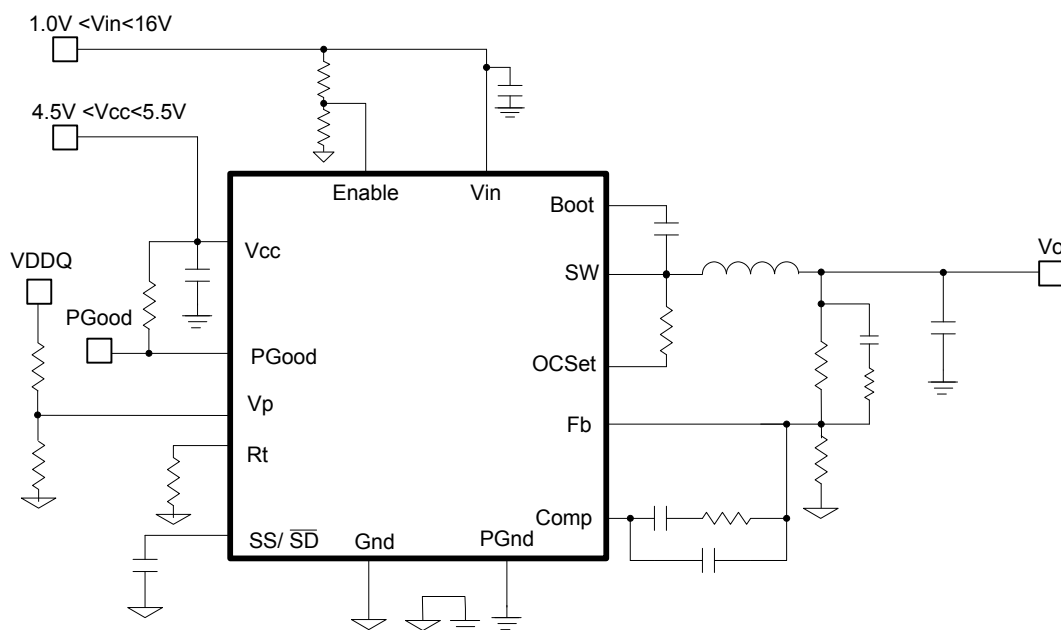 1.0V <Vin<16V
4.5V <Vcc<5.5V
Enable
Vin
Boot
Vcc
SW
Vo
VDDQ
PGood
PGood
OCSet
Vp
Fb
Rt
Comp
SS/ SD
Gnd
PGnd